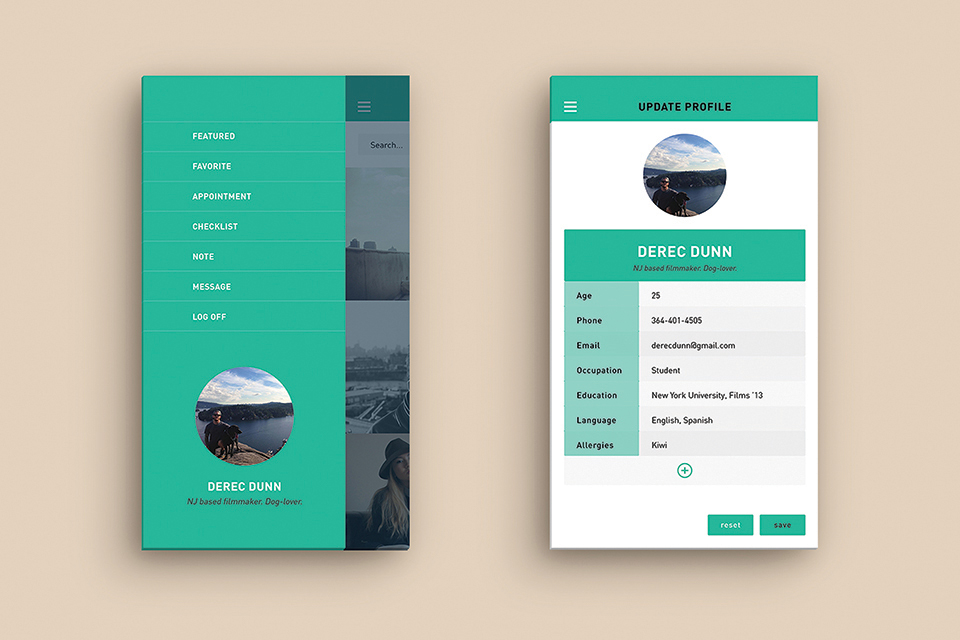 Search...
FEATURED
FAVORITE
APPOINTMENT
CHECKLIST
NOTE
MESSAGE
LOG OFF
DEREC DUNN
NJ based filmmaker. Dog-lover.
UPDATE PROFILE
DEREC DUNN
NJ based filmmaker. Dog-lover.
Age 25
Phone 364-401-4505
Email derecdunn@gmail.com
Occupation Student
Education New York University, Films '13
Language English, Spanish
Allergies Kiwi
reset save